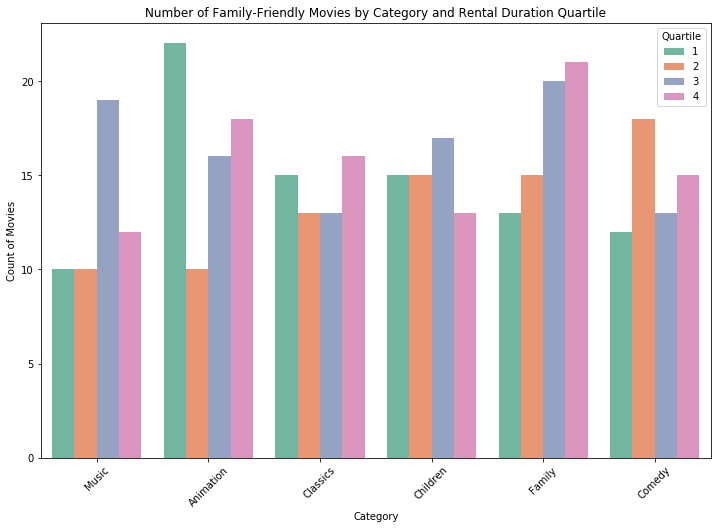 Number of Family-Friendly Movies by Category and Rental Duration Quartile
Quartile
1
2
3
4
20
15
10
5
0
Count of Movies
Music
Animation
Classics
Children
Family
Comedy
Category